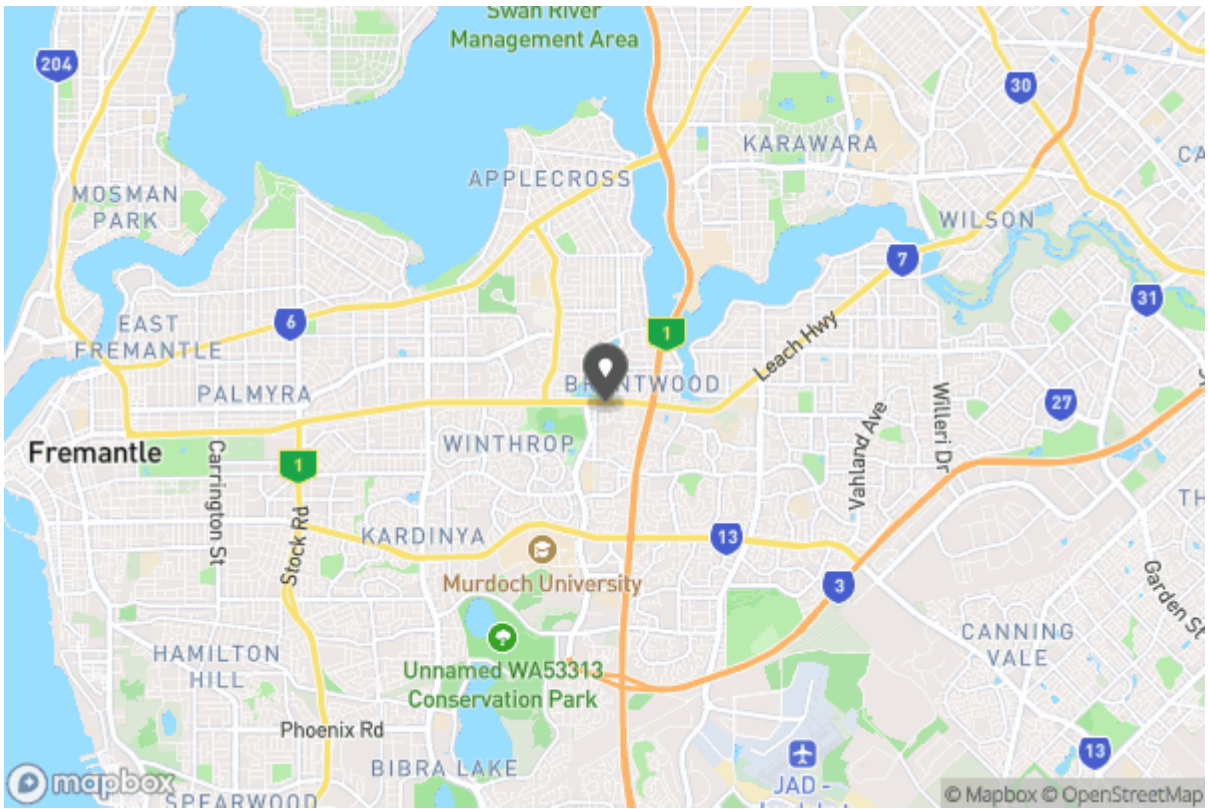 Swan River
Management Area
204
30
KARAWARA
CA
APPLECROSS
MOSMAN
PARK
WILSON
7
31
6
EAST
FREMANTLE
1
Leach Hwy
PALMYRA
27
WINTHROP
Willeri Dr
Vahland Ave
Fremantle
1
Carrington St
TH
Stock Rd
KARDINYA
13
Murdoch University
3
Garden St
CANNING
VALE
HAMILTON
HILL
Unnamed WA53313
Conservation Park
Phoenix Rd
13
BIBRA LAKE
JAD -
mapbox
SPEARWOOD
© Mapbox © OpenStreetMap